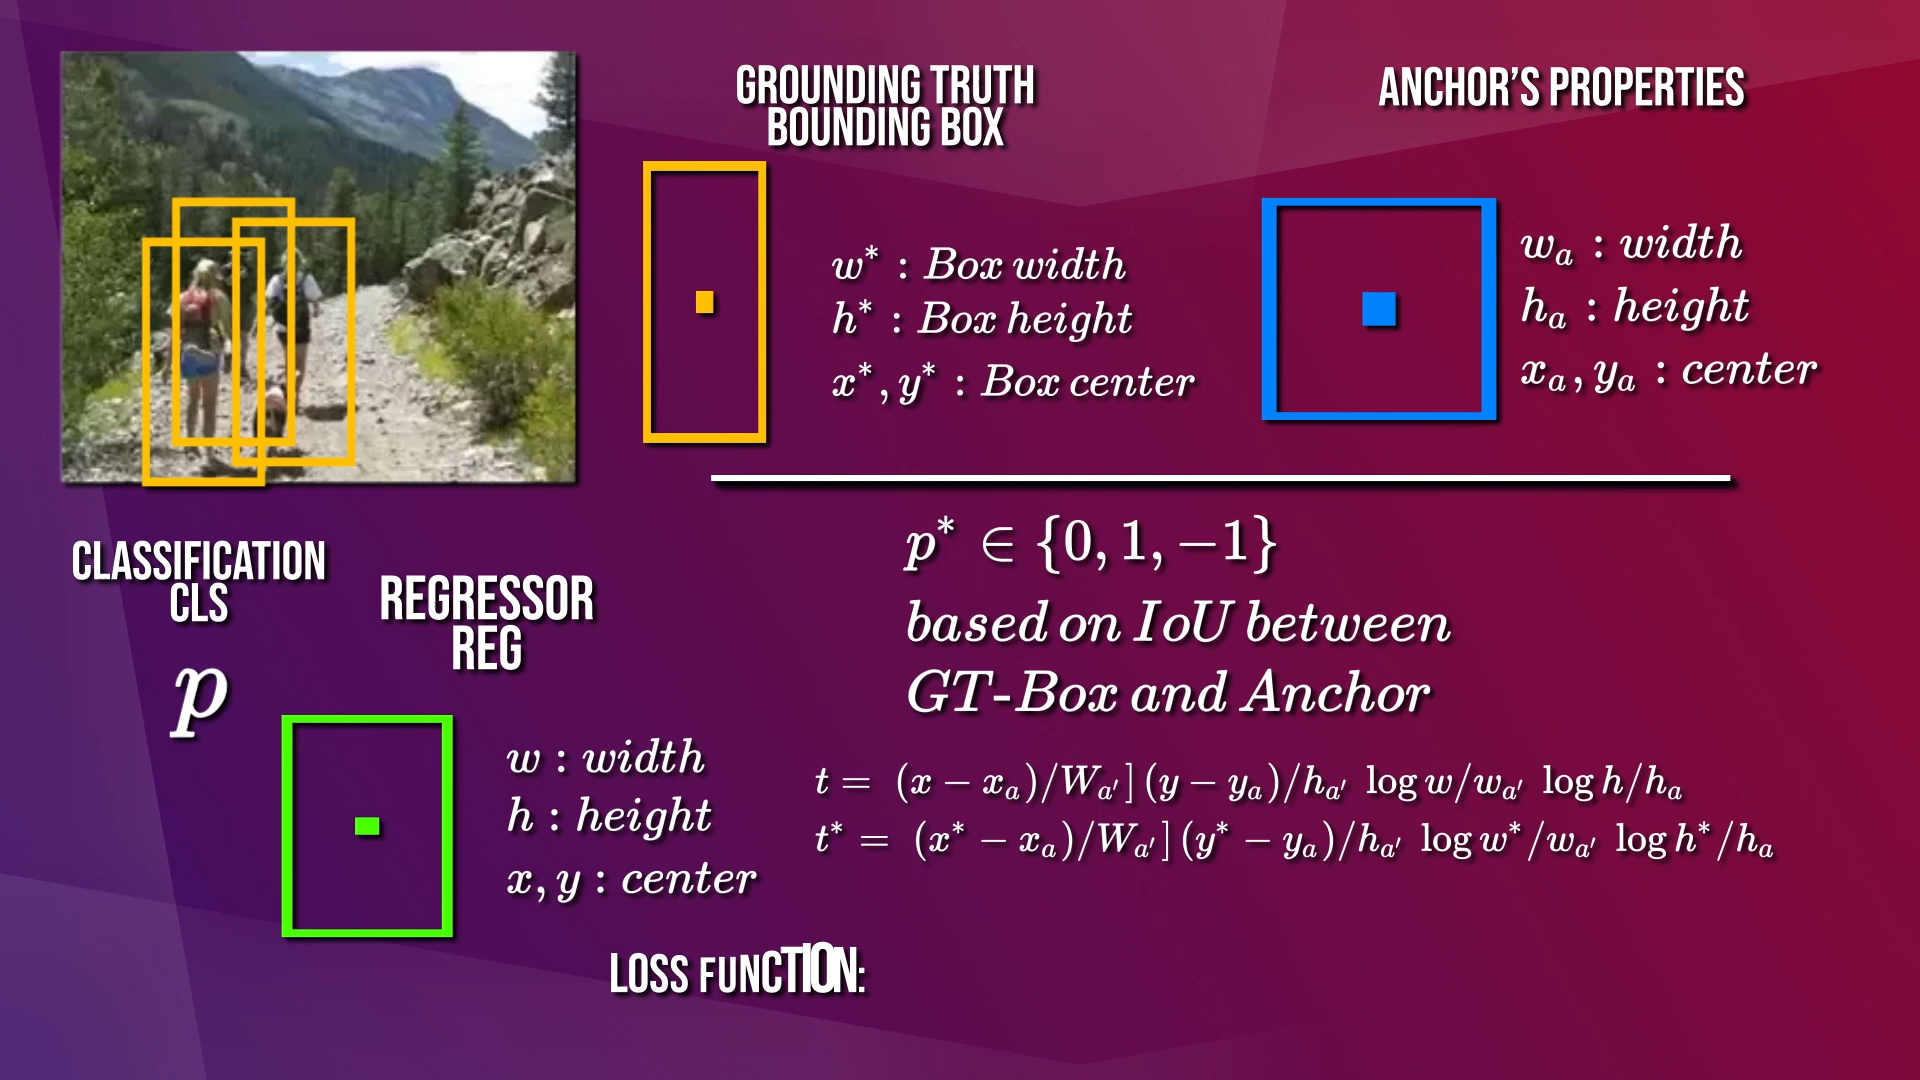 GROUNDING TRUTH
BOUNDING BOX
w* : Box width
h* : Box height
x*, y* : Box center
ANCHOR'S PROPERTIES
wₐ : width
hₐ : height
xₐ, yₐ : center
CLASSIFICATION
CLS
p
REGRESSOR
REG
w : width
h : height
x, y : center
p* ∈ {0, 1, −1}
based on IoU between
GT-Box and Anchor
t = (x − xₐ)/Wₐ′] (y − yₐ)/hₐ′ log w/wₐ′ log h/hₐ
t* = (x* − xₐ)/Wₐ′] (y* − yₐ)/hₐ′ log w*/wₐ′ log h*/hₐ
LOSS FUNCTION: